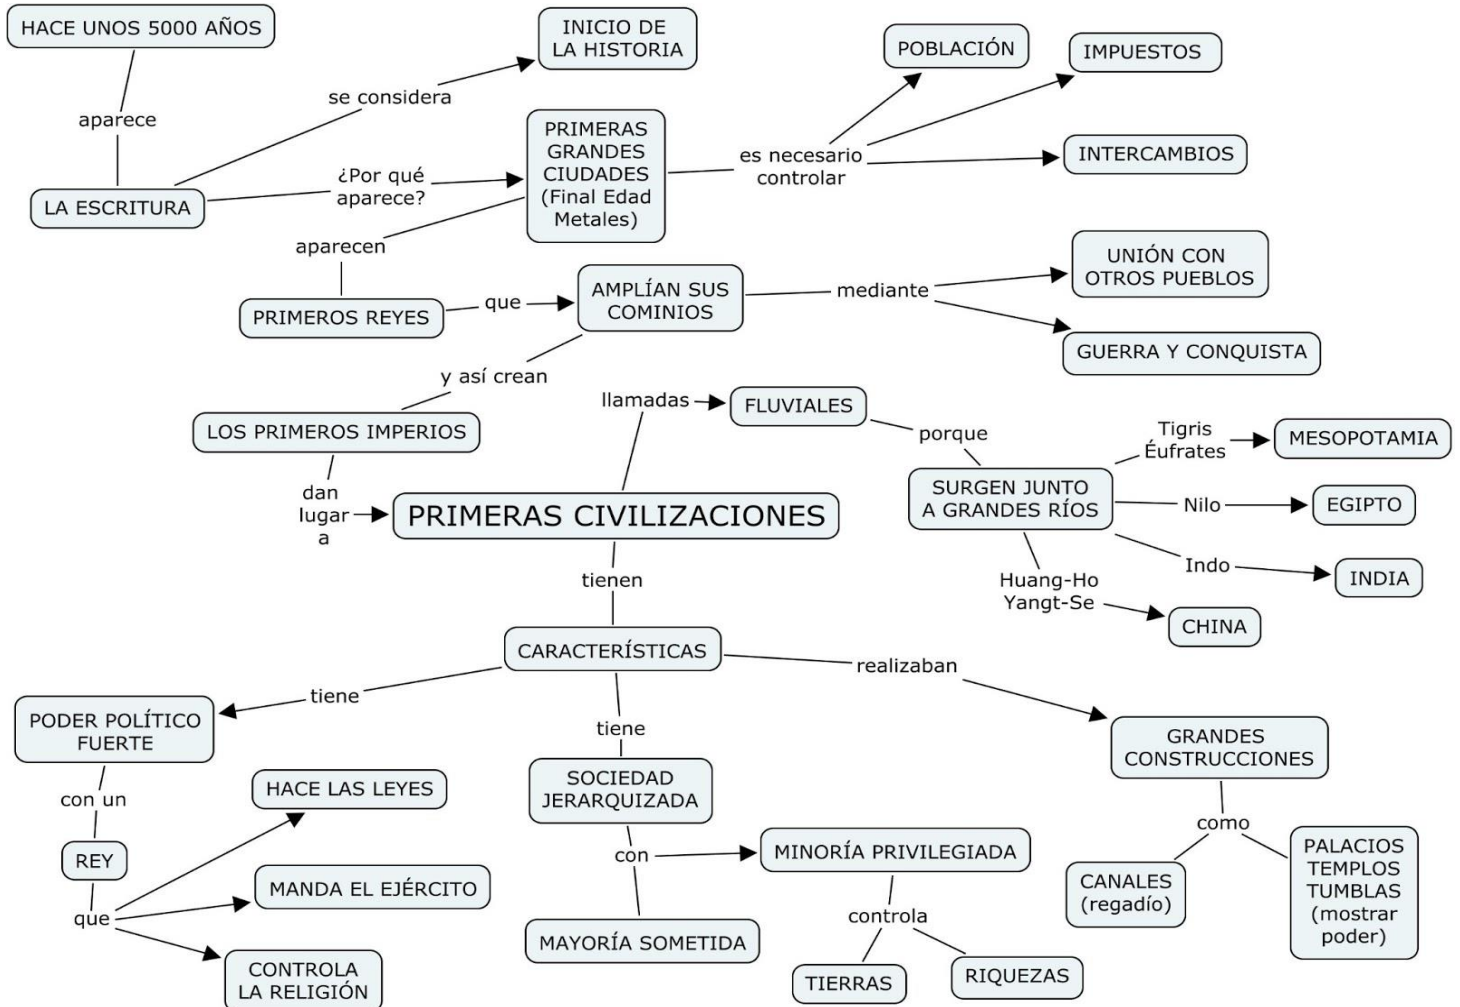 HACE UNOS 5000 AÑOS
aparece
LA ESCRITURA
se considera
INICIO DE
LA HISTORIA
¿Por qué
aparece?
PRIMERAS
GRANDES
CIUDADES
(Final Edad
Metales)
es necesario
controlar
POBLACIÓN
IMPUESTOS
INTERCAMBIOS
aparecen
PRIMEROS REYES
que
AMPLÍAN SUS
COMINIOS
mediante
UNIÓN CON
OTROS PUEBLOS
GUERRA Y CONQUISTA
y así crean
LOS PRIMEROS IMPERIOS
dan
lugar
a
PRIMERAS CIVILIZACIONES
llamadas
FLUVIALES
porque
SURGEN JUNTO
A GRANDES RÍOS
Tigris
Éufrates
MESOPOTAMIA
Nilo
EGIPTO
Indo
INDIA
Huang-Ho
Yangt-Se
CHINA
tienen
CARACTERÍSTICAS
tiene
PODER POLÍTICO
FUERTE
con un
REY
que
HACE LAS LEYES
MANDA EL EJÉRCITO
CONTROLA
LA RELIGIÓN
tiene
SOCIEDAD
JERARQUIZADA
con
MINORÍA PRIVILEGIADA
controla
TIERRAS
RIQUEZAS
MAYORÍA SOMETIDA
realizaban
GRANDES
CONSTRUCCIONES
como
CANALES
(regadío)
PALACIOS
TEMPLOS
TUMBLAS
(mostrar
poder)